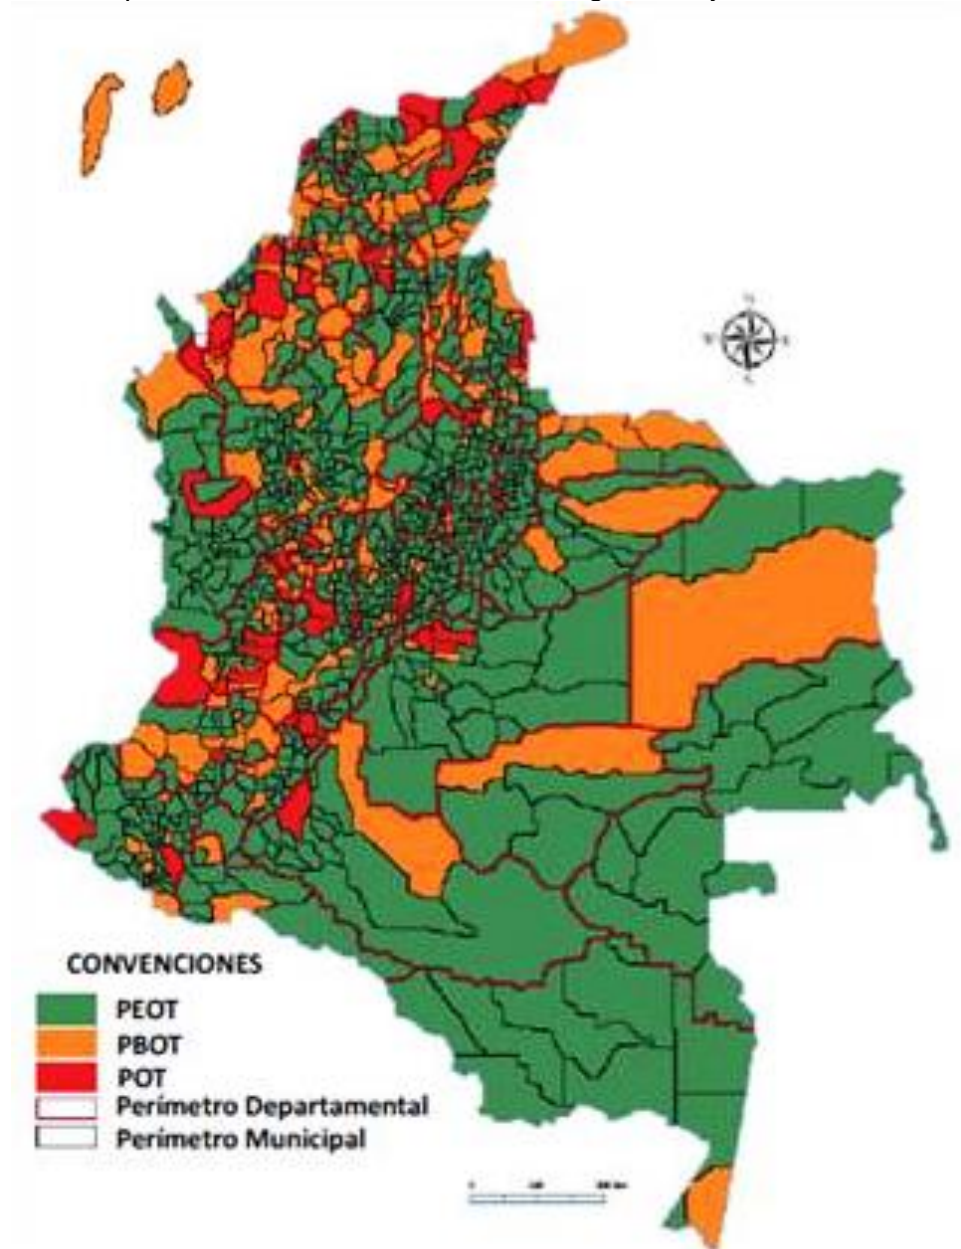 CONVENCIONES
PEOT
PBOT
POT
Perímetro Departamental
Perímetro Municipal